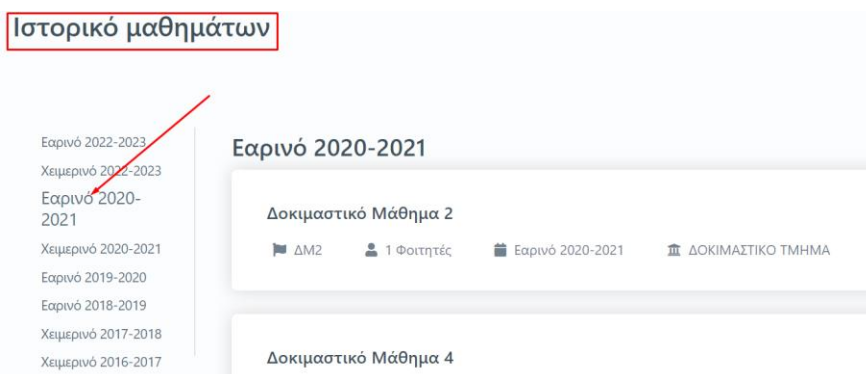 Ιστορικό μαθημάτων
Εαρινό 2022-2023
Χειμερινό 2022-2023
Εαρινό 2020-
2021
Χειμερινό 2020-2021
Εαρινό 2019-2020
Εαρινό 2018-2019
Χειμερινό 2017-2018
Χειμερινό 2016-2017
Εαρινό 2020-2021
Δοκιμαστικό Μάθημα 2
ΔΜ2 1 Φοιτητές Εαρινό 2020-2021 ΔΟΚΙΜΑΣΤΙΚΟ ΤΜΗΜΑ
Δοκιμαστικό Μάθημα 4